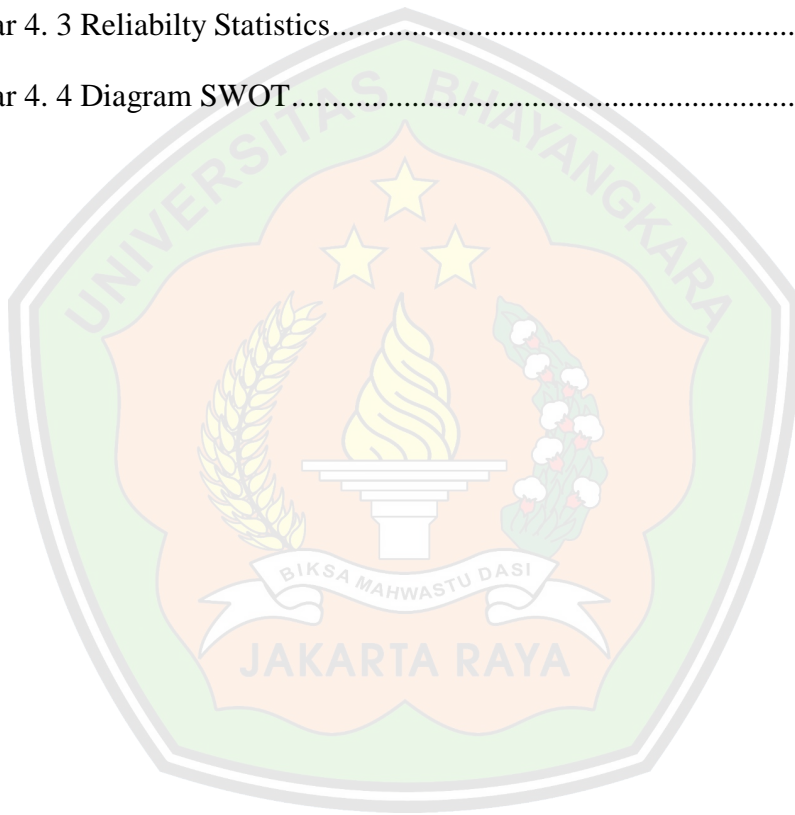 ar 4. 3 Reliabilty Statistics................................................................
ar 4. 4 Diagram SWOT......................................................................
UNIVERSITAS BHAYANGKARA
BIKSA MAHWASTU DASI
JAKARTA RAYA